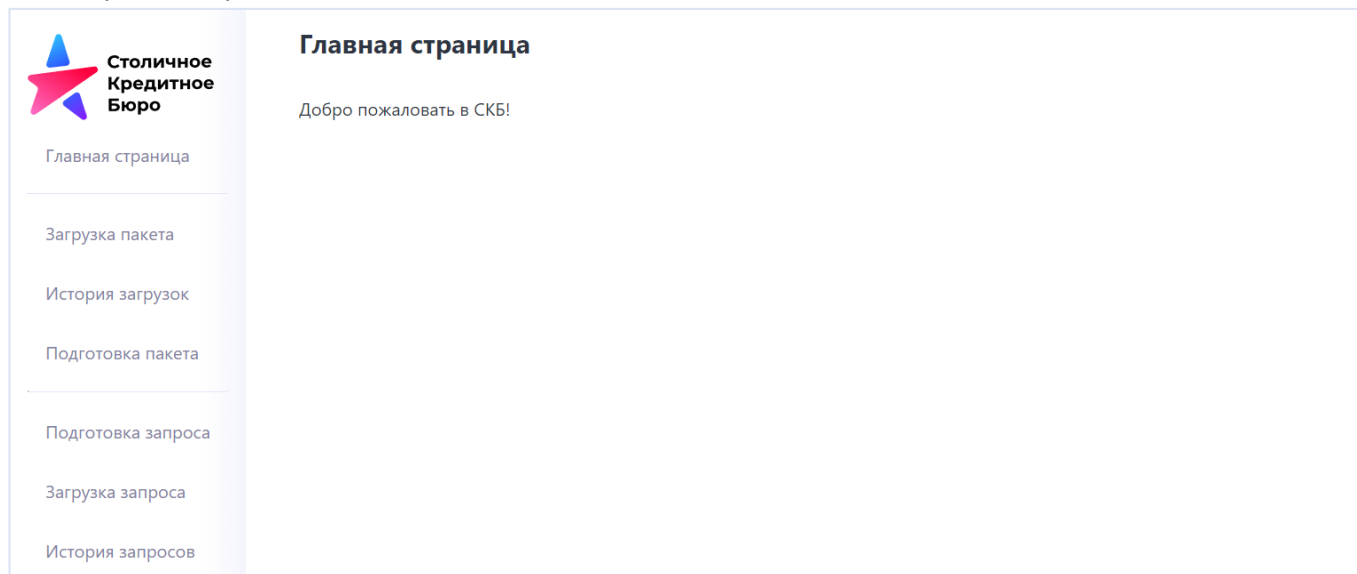 Столичное
Кредитное
Бюро
Главная страница
Загрузка пакета
История загрузок
Подготовка пакета
Подготовка запроса
Загрузка запроса
История запросов
Главная страница
Добро пожаловать в СКБ!